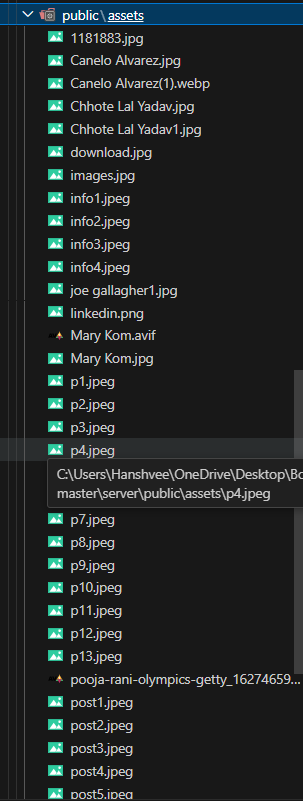 public\assets
1181883.jpg
Canelo Alvarez.jpg
Canelo Alvarez(1).webp
Chhote Lal Yadav.jpg
Chhote Lal Yadav1.jpg
download.jpg
images.jpg
info1.jpeg
info2.jpeg
info3.jpeg
info4.jpeg
joe gallagher1.jpg
linkedin.png
Mary Kom.avif
Mary Kom.jpg
p1.jpeg
p2.jpeg
p3.jpeg
p4.jpeg
C:\Users\Hanshvee\OneDrive\Desktop\Bo
master\server\public\assets\p4.jpeg
p7.jpeg
p8.jpeg
p9.jpeg
p10.jpeg
p11.jpeg
p12.jpeg
p13.jpeg
pooja-rani-olympics-getty_16274659...
post1.jpeg
post2.jpeg
post3.jpeg
post4.jpeg
post5.jpeg